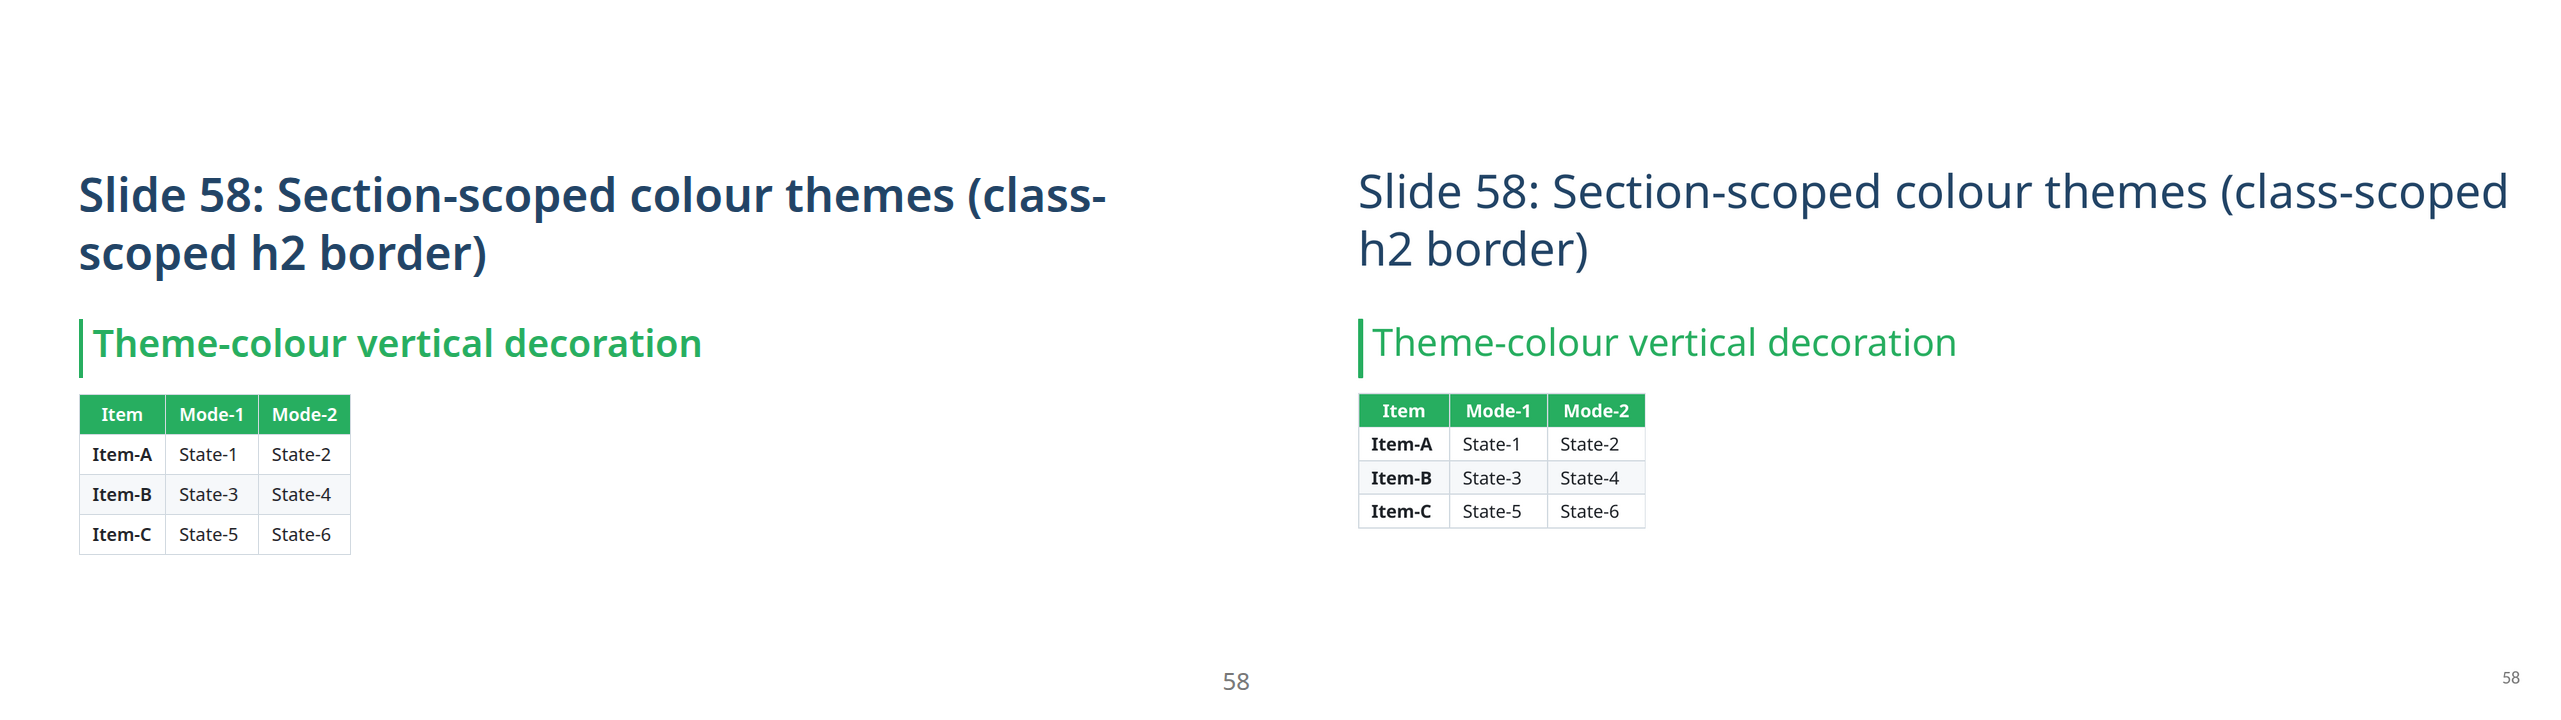 Slide 58: Section-scoped colour themes (class-
scoped h2 border)
Theme-colour vertical decoration
Item Mode-1 Mode-2
Item-A State-1 State-2
Item-B State-3 State-4
Item-C State-5 State-6
58
Slide 58: Section-scoped colour themes (class-scoped
h2 border)
Theme-colour vertical decoration
Item Mode-1 Mode-2
Item-A State-1 State-2
Item-B State-3 State-4
Item-C State-5 State-6
58